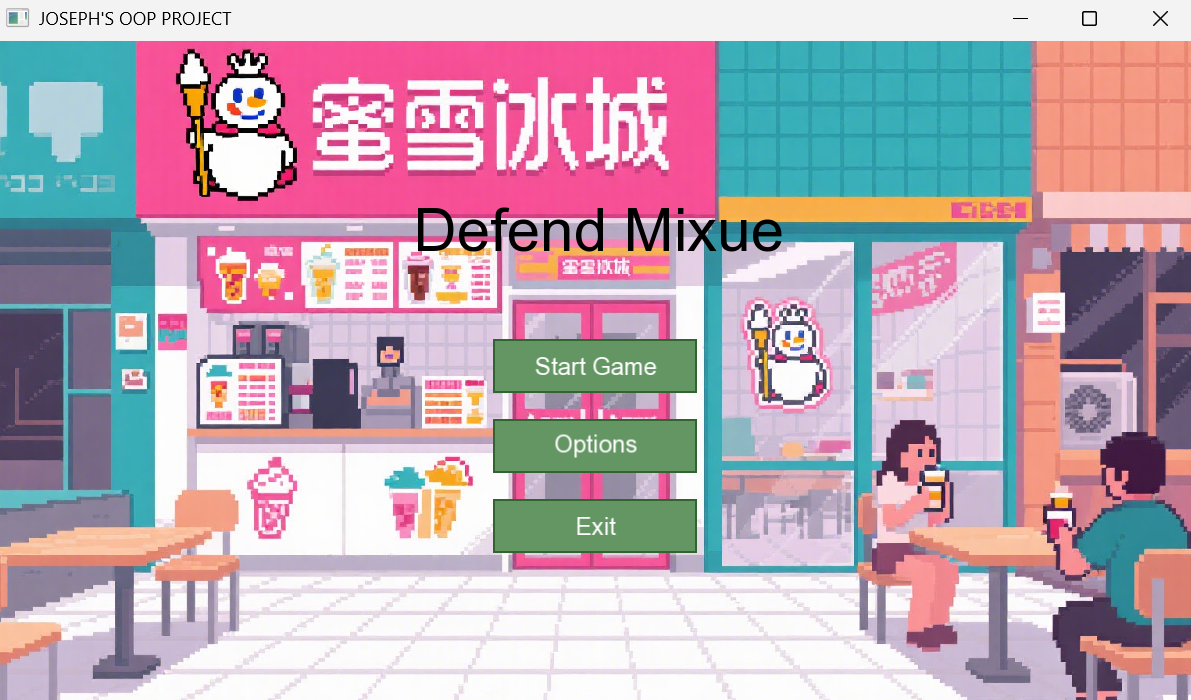 JOSEPH'S OOP PROJECT
蜜雪冰城
Defend Mixue
蜜雪冰城
Start Game
Options
Exit